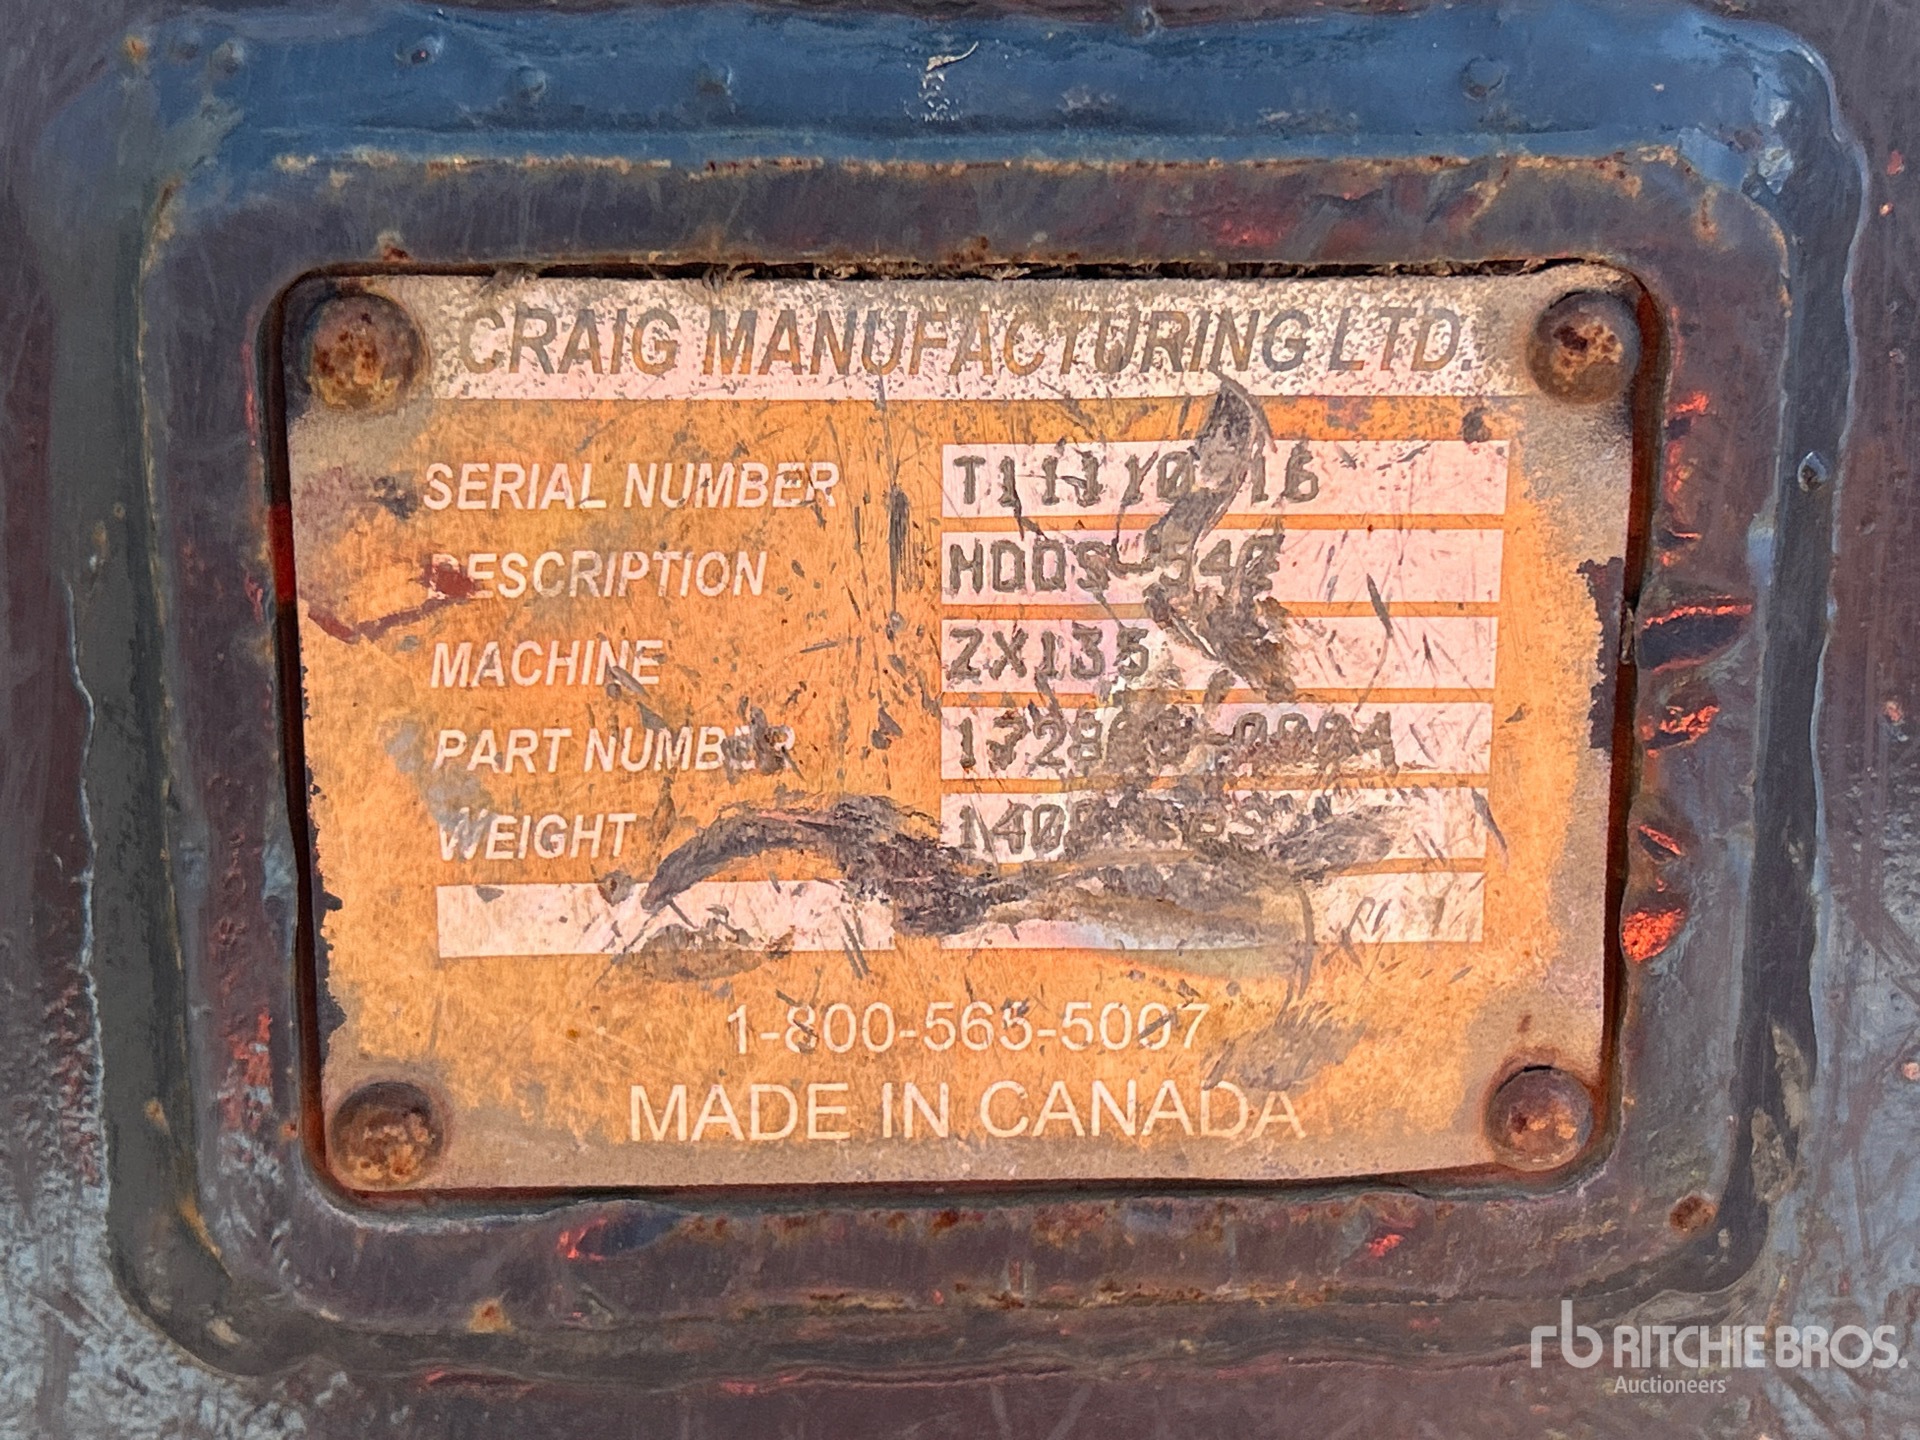 CRAIG MANUFACTURING LTD.
SERIAL NUMBER
DESCRIPTION
MACHINE ZX135
PART NUMBER
WEIGHT
1-800-565-5007
MADE IN CANADA
rb RITCHIE BROS.
Auctioneers